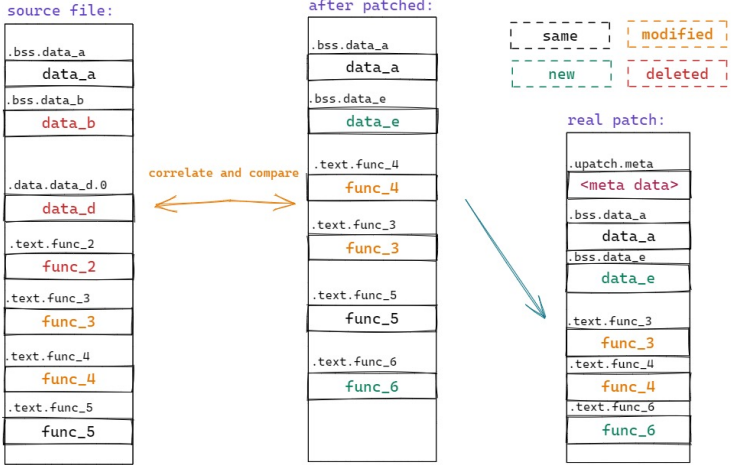 source file:
.bss.data_a
data_a
.bss.data_b
data_b
.data.data_d.0
data_d
.text.func_2
func_2
.text.func_3
func_3
.text.func_4
func_4
.text.func_5
func_5
correlate and compare
after patched:
.bss.data_a
data_a
.bss.data_e
data_e
.text.func_4
func_4
.text.func_3
func_3
.text.func_5
func_5
.text.func_6
func_6
same
modified
new
deleted
real patch:
.upatch.meta
<meta data>
.bss.data_a
data_a
.bss.data_e
data_e
.text.func_3
func_3
.text.func_4
func_4
.text.func_6
func_6